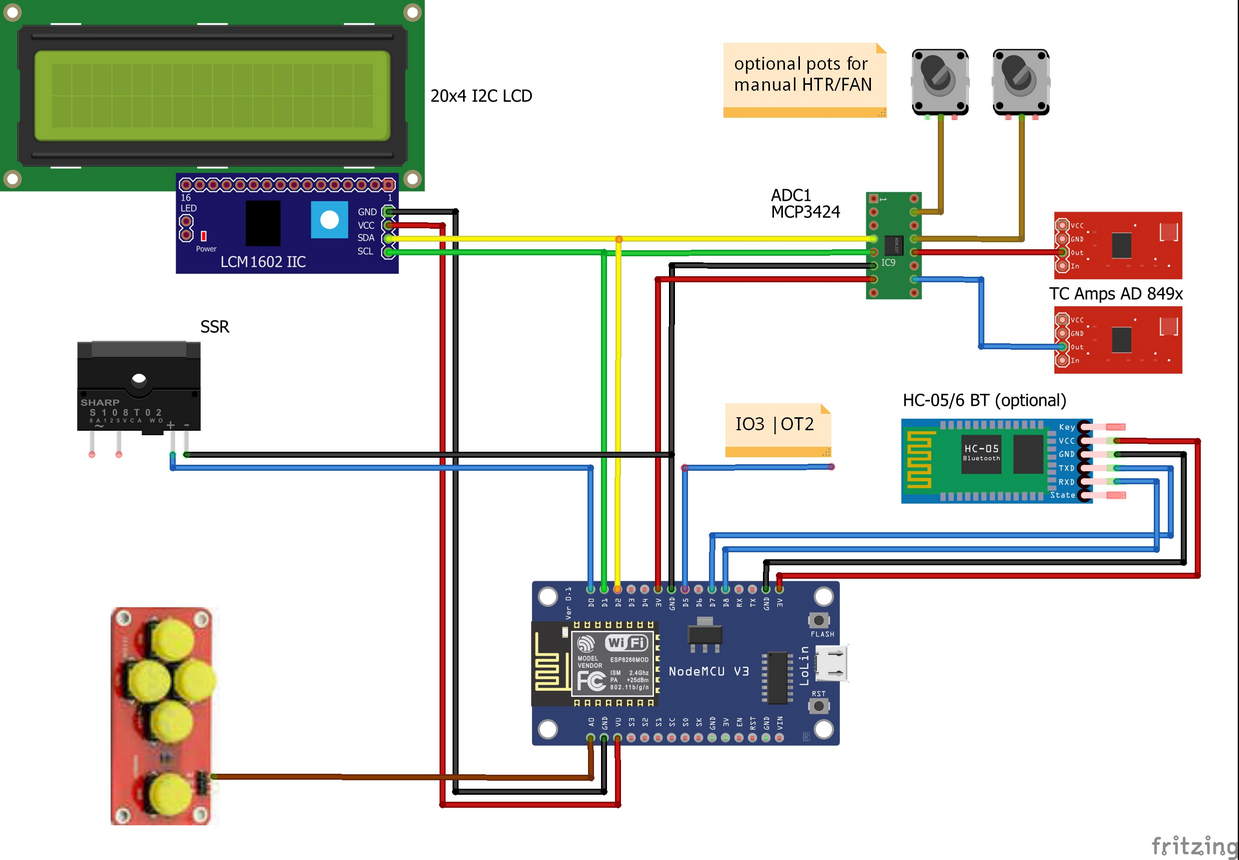 20x4 I2C LCD
optional pots for
manual HTR/FAN
16
1
LED
Power
GND
VCC
SDA
SCL
LCM1602 IIC
ADC1
MCP3424
1
IC9
VCC
GND
Out
In
TC Amps AD 849x
VCC
GND
Out
In
SSR
SHARP
S108T02
8A125VCA WO
~
+
-
IO3 |OT2
HC-05/6 BT (optional)
HC-05
Bluetooth
Key
VCC
GND
TXD
RXD
State
Ver 0.1
D0
D1
D2
D3
D4
3V
GND
D5
D6
D7
D8
RX
TX
GND
3V
FLASH
WiFi
MODEL
VENDOR
ESP8266MOD
FC
ISM 2.4Ghz
PA +25dBm
802.11b/g/n
NodeMCU V3
LoLin
RST
A0
GND
VU
S3
S2
S1
SC
S0
SK
GND
3V
EN
RST
GND
VIN
fritzing